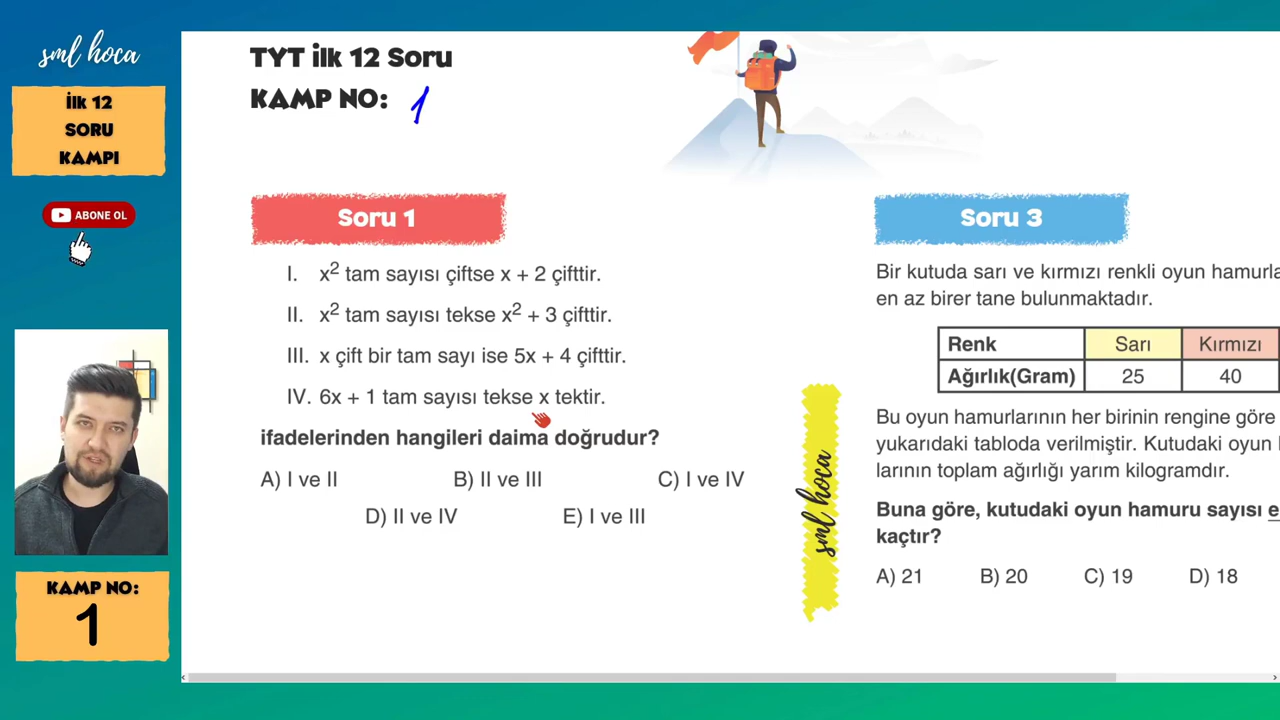 sml hoca
İlk 12
SORU
KAMPI
ABONE OL
KAMP NO:
1
TYT ilk 12 Soru
KAMP NO: 1
Soru 1
I. x² tam sayısı çiftse x + 2 çifttir.
II. x² tam sayısı tekse x² + 3 çifttir.
III. x çift bir tam sayı ise 5x + 4 çifttir.
IV. 6x + 1 tam sayısı tekse x tektir.
ifadelerinden hangileri daima doğrudur?
A) I ve II B) II ve III C) I ve IV
D) II ve IV E) I ve III
sml hoca
Soru 3
Bir kutuda sarı ve kırmızı renkli oyun hamurla
en az birer tane bulunmaktadır.
Renk Sarı Kırmızı
Ağırlık(Gram) 25 40
Bu oyun hamurlarının her birinin rengine göre
yukarıdaki tabloda verilmiştir. Kutudaki oyun
larının toplam ağırlığı yarım kilogramdır.
Buna göre, kutudaki oyun hamuru sayısı e
kaçtır?
A) 21 B) 20 C) 19 D) 18